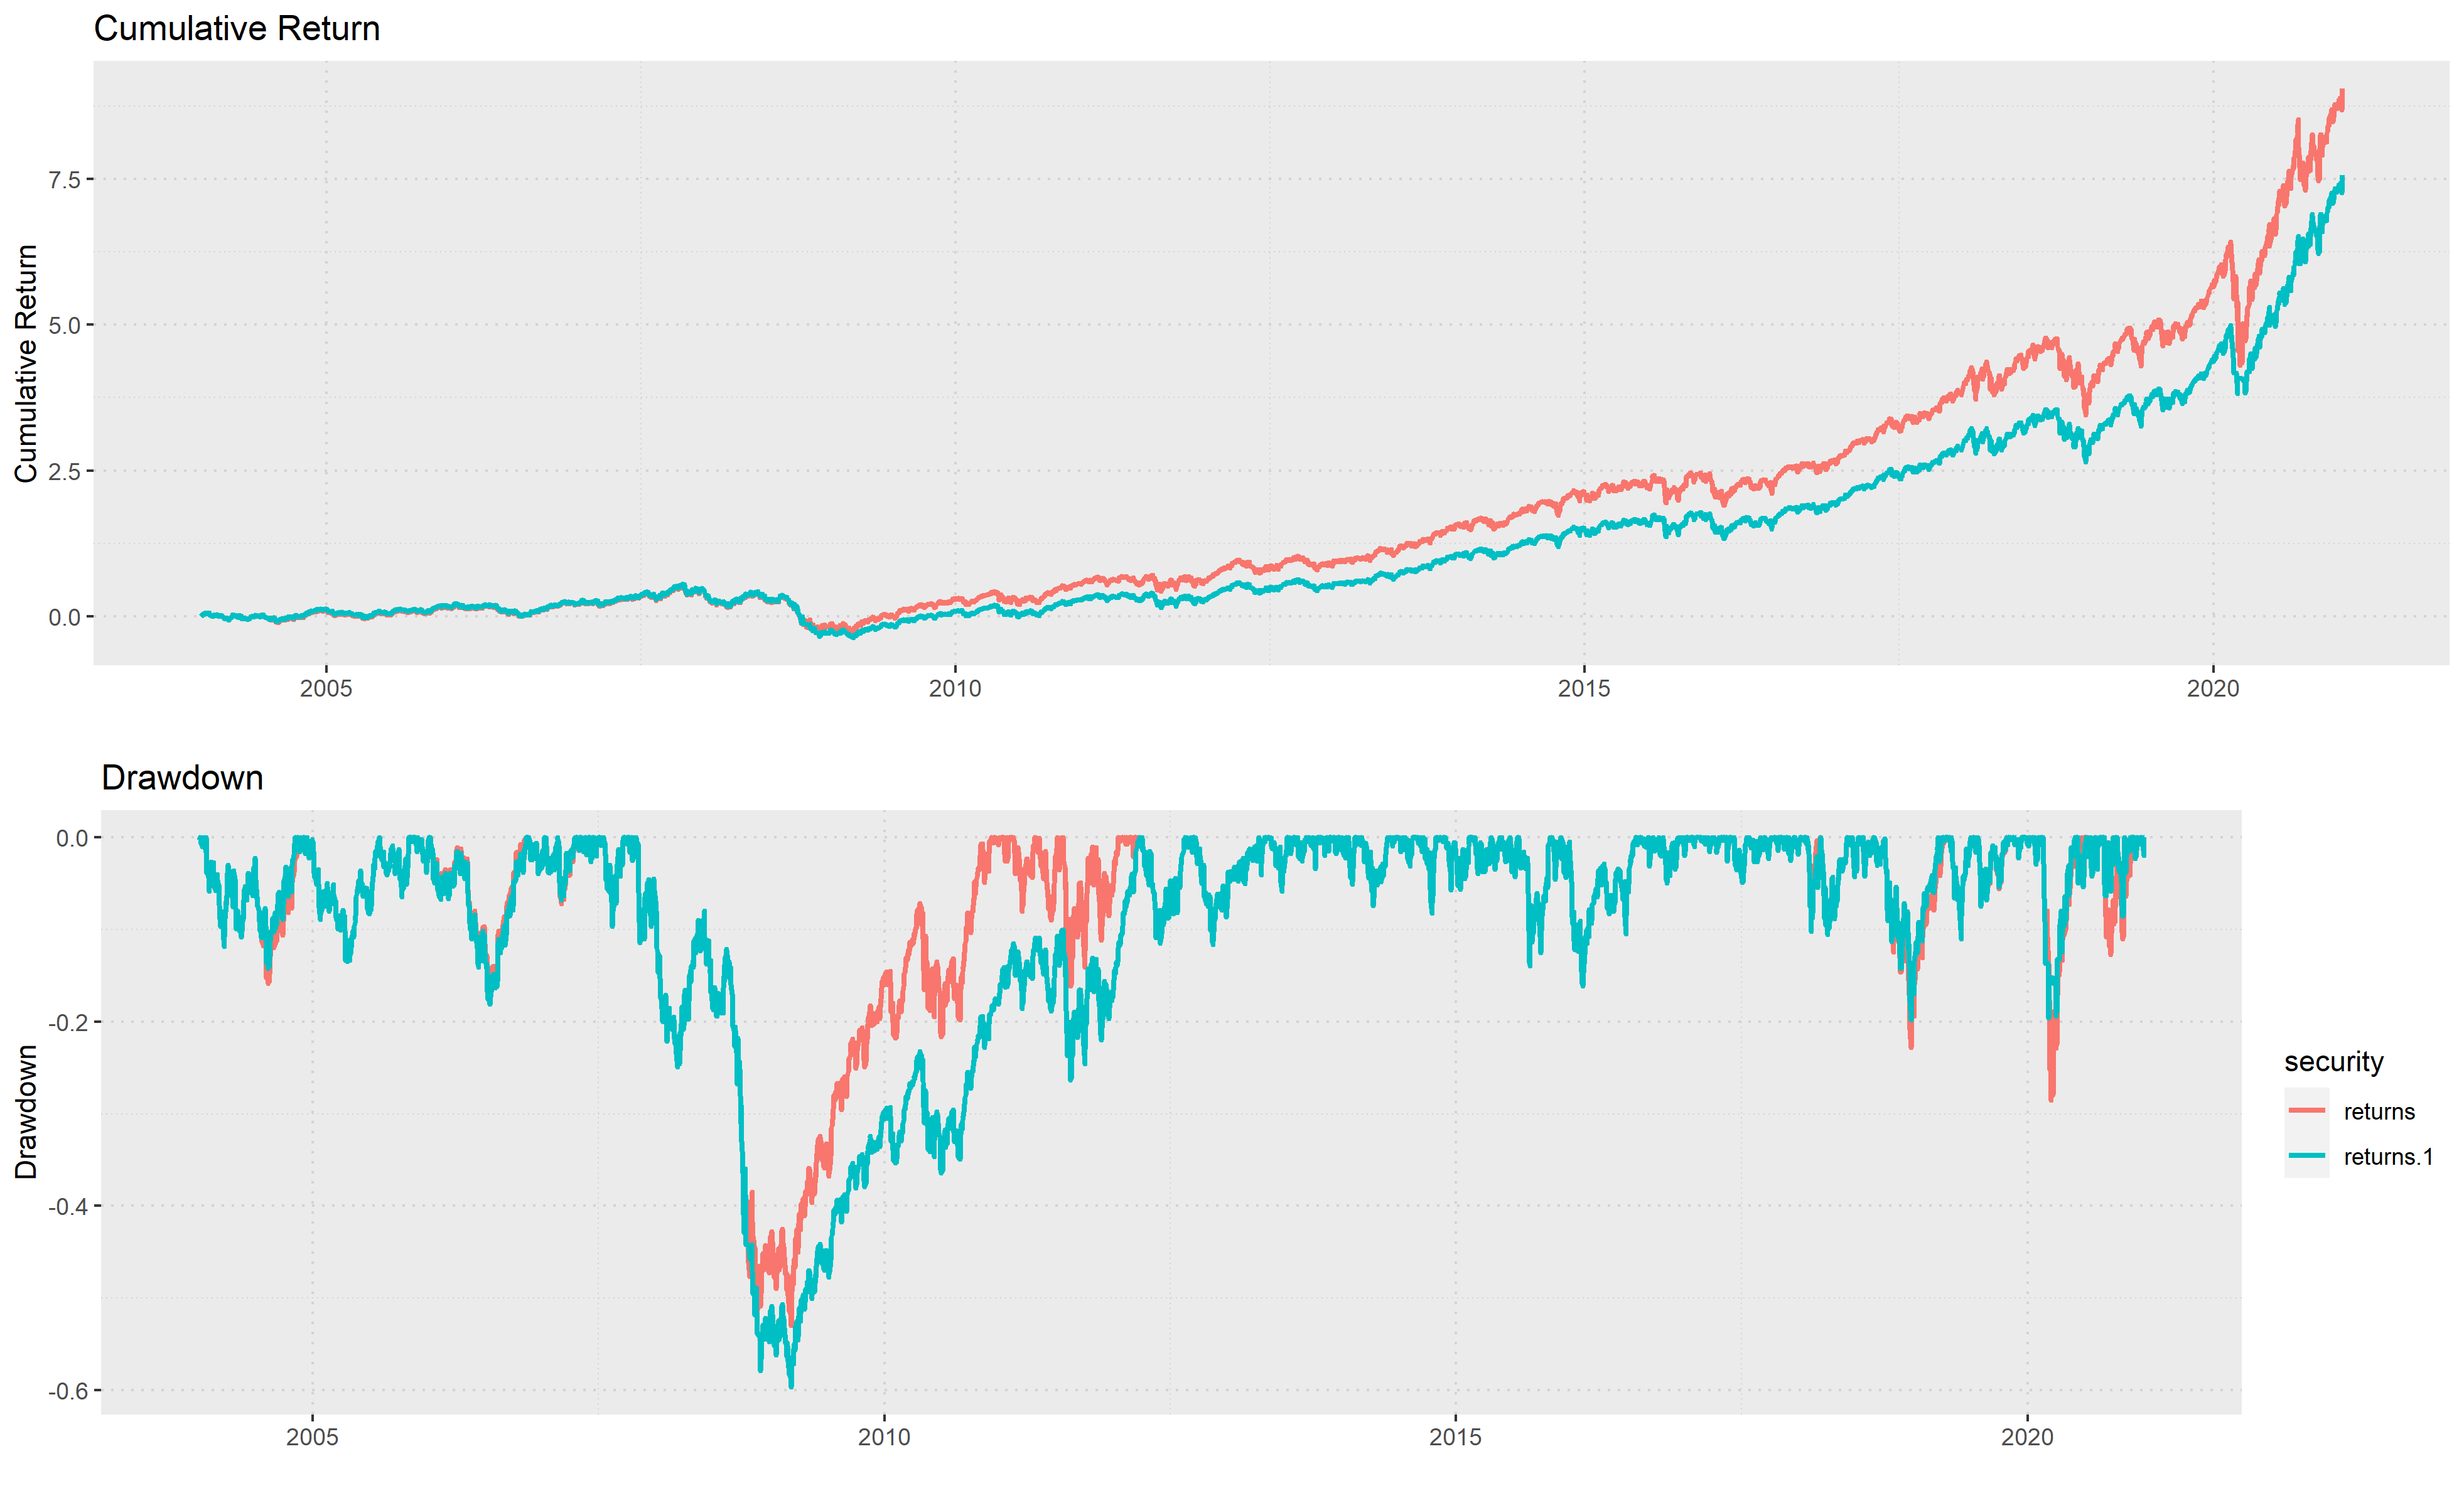 Cumulative Return
Cumulative Return
7.5
5.0
2.5
0.0
2005 2010 2015 2020
Drawdown
Drawdown
0.0
-0.2
-0.4
-0.6
2005 2010 2015 2020
security
returns
returns.1